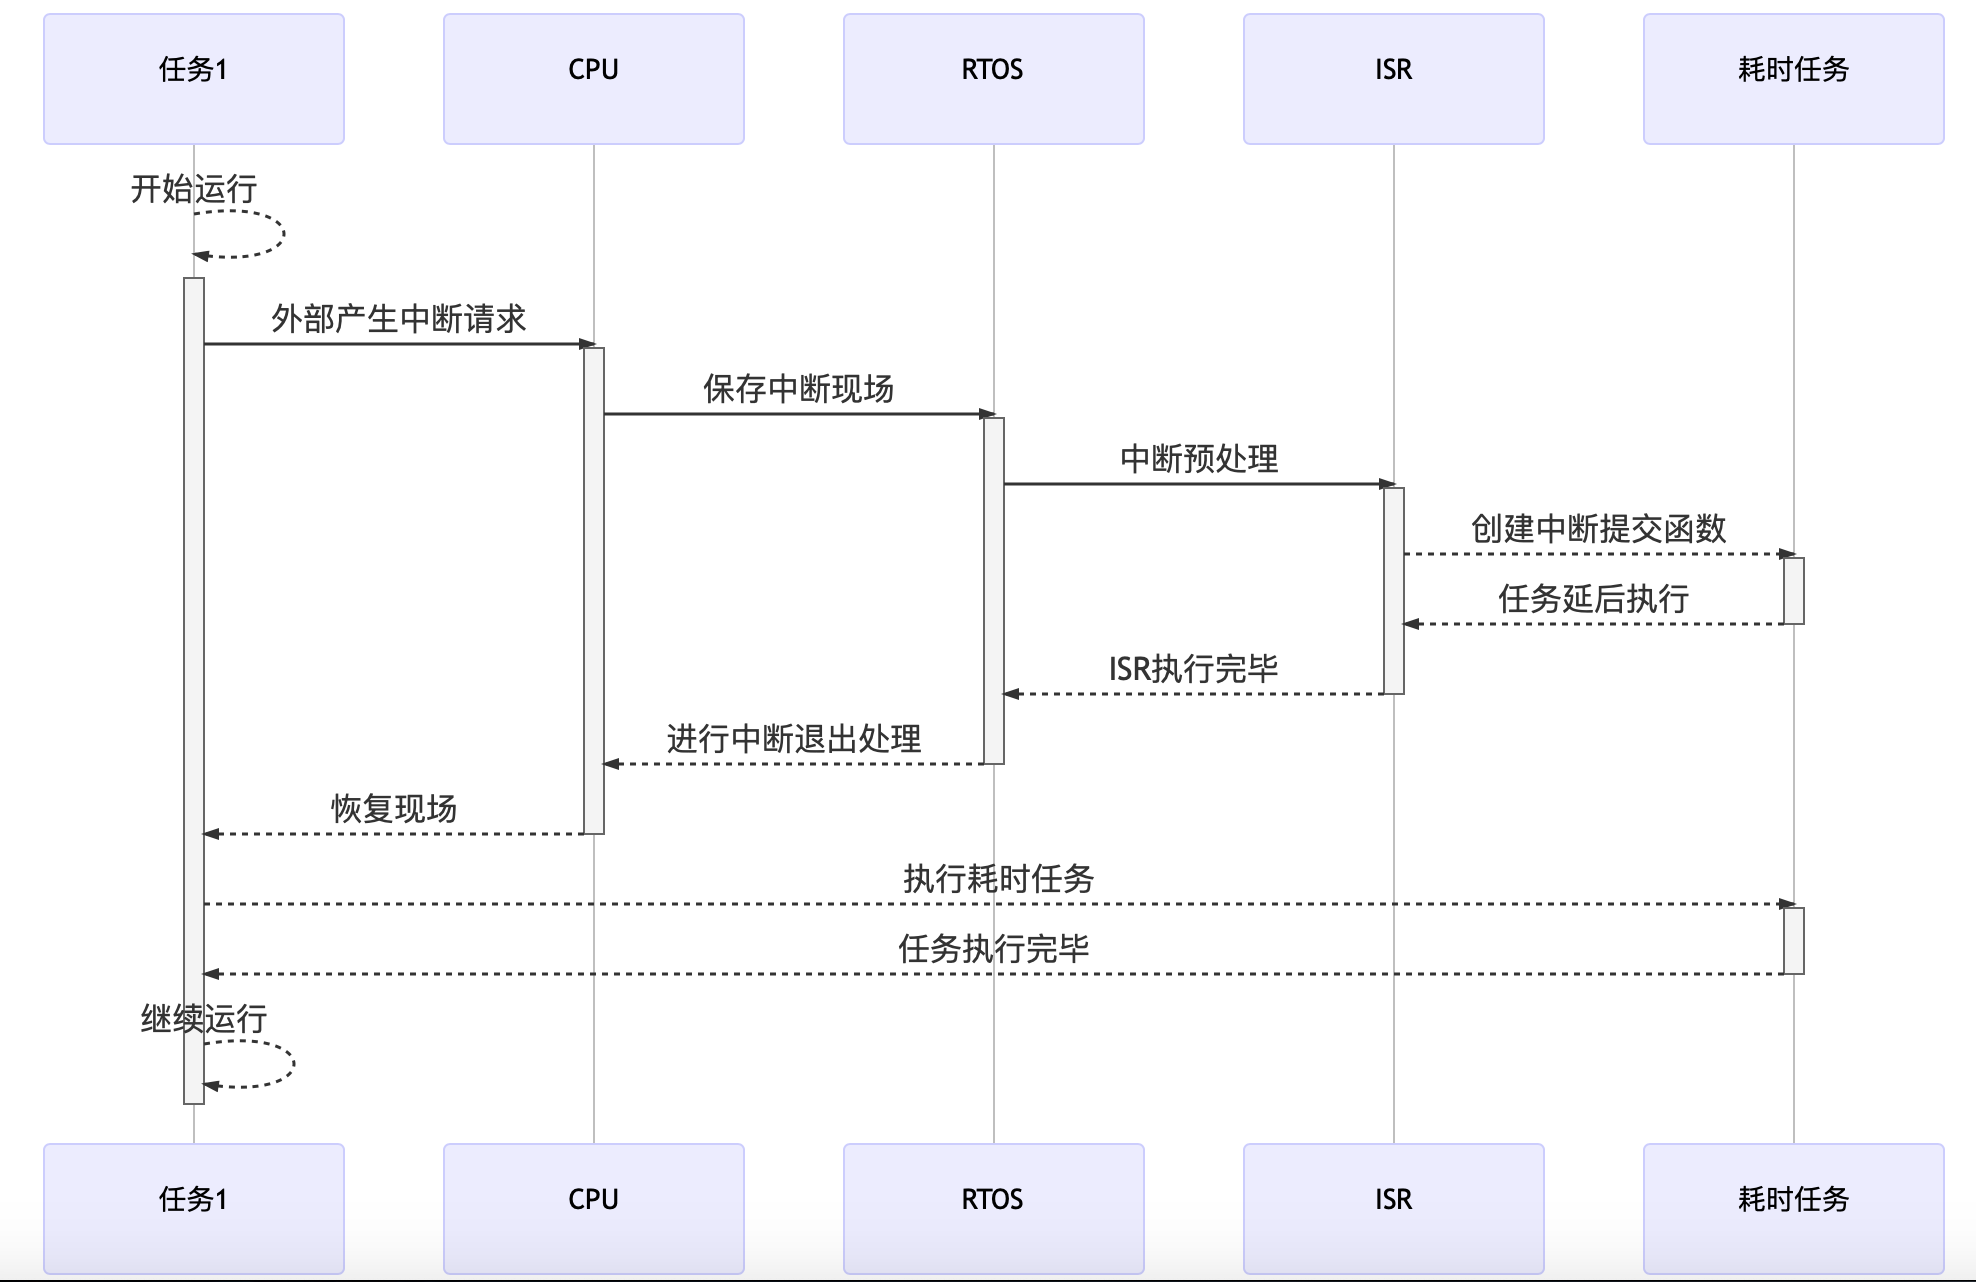 任务1
CPU
RTOS
ISR
耗时任务
开始运行
外部产生中断请求
保存中断现场
中断预处理
创建中断提交函数
任务延后执行
ISR执行完毕
进行中断退出处理
恢复现场
执行耗时任务
任务执行完毕
继续运行
任务1
CPU
RTOS
ISR
耗时任务